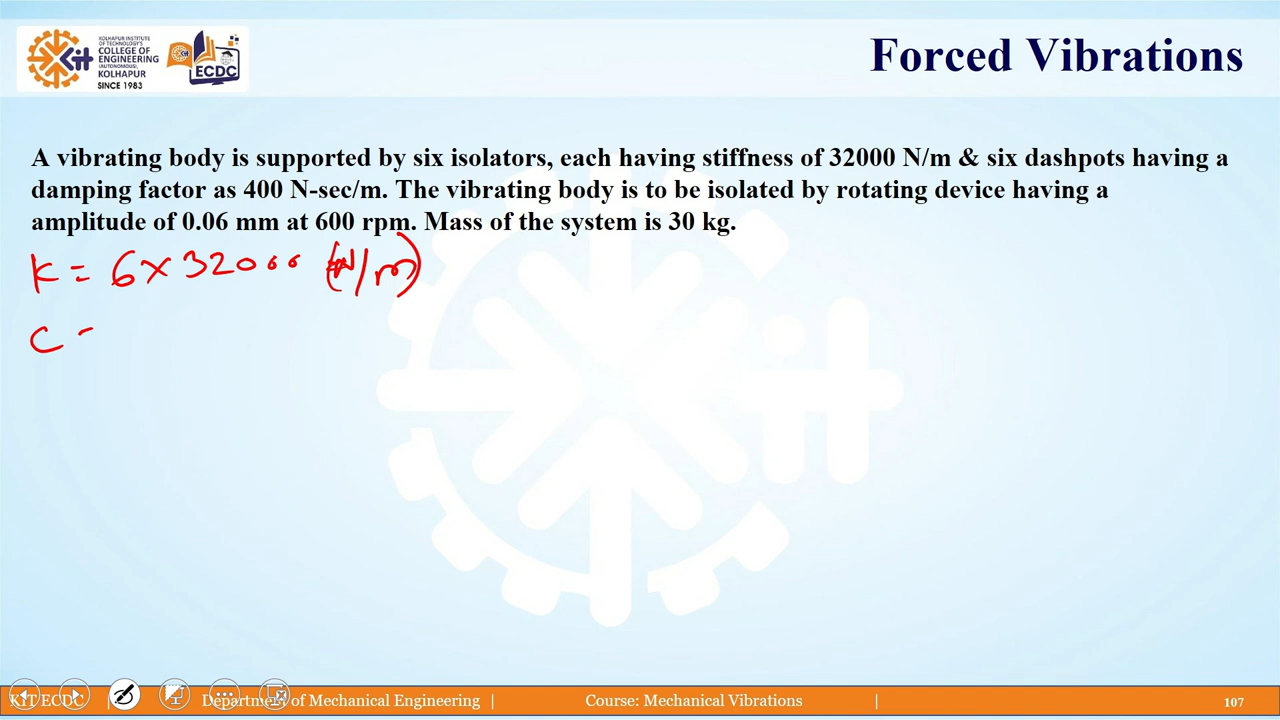 KOLHAPUR INSTITUTE
OF TECHNOLOGY'S
COLLEGE OF
ENGINEERING
(AUTONOMOUS)
KOLHAPUR
SINCE 1983
ECDC
Forced Vibrations
A vibrating body is supported by six isolators, each having stiffness of 32000 N/m & six dashpots having a
damping factor as 400 N-sec/m. The vibrating body is to be isolated by rotating device having a
amplitude of 0.06 mm at 600 rpm. Mass of the system is 30 kg.
K = 6 × 32000 (N/m)
C =
KIT ECDC |
Department of Mechanical Engineering |
Course: Mechanical Vibrations |
107